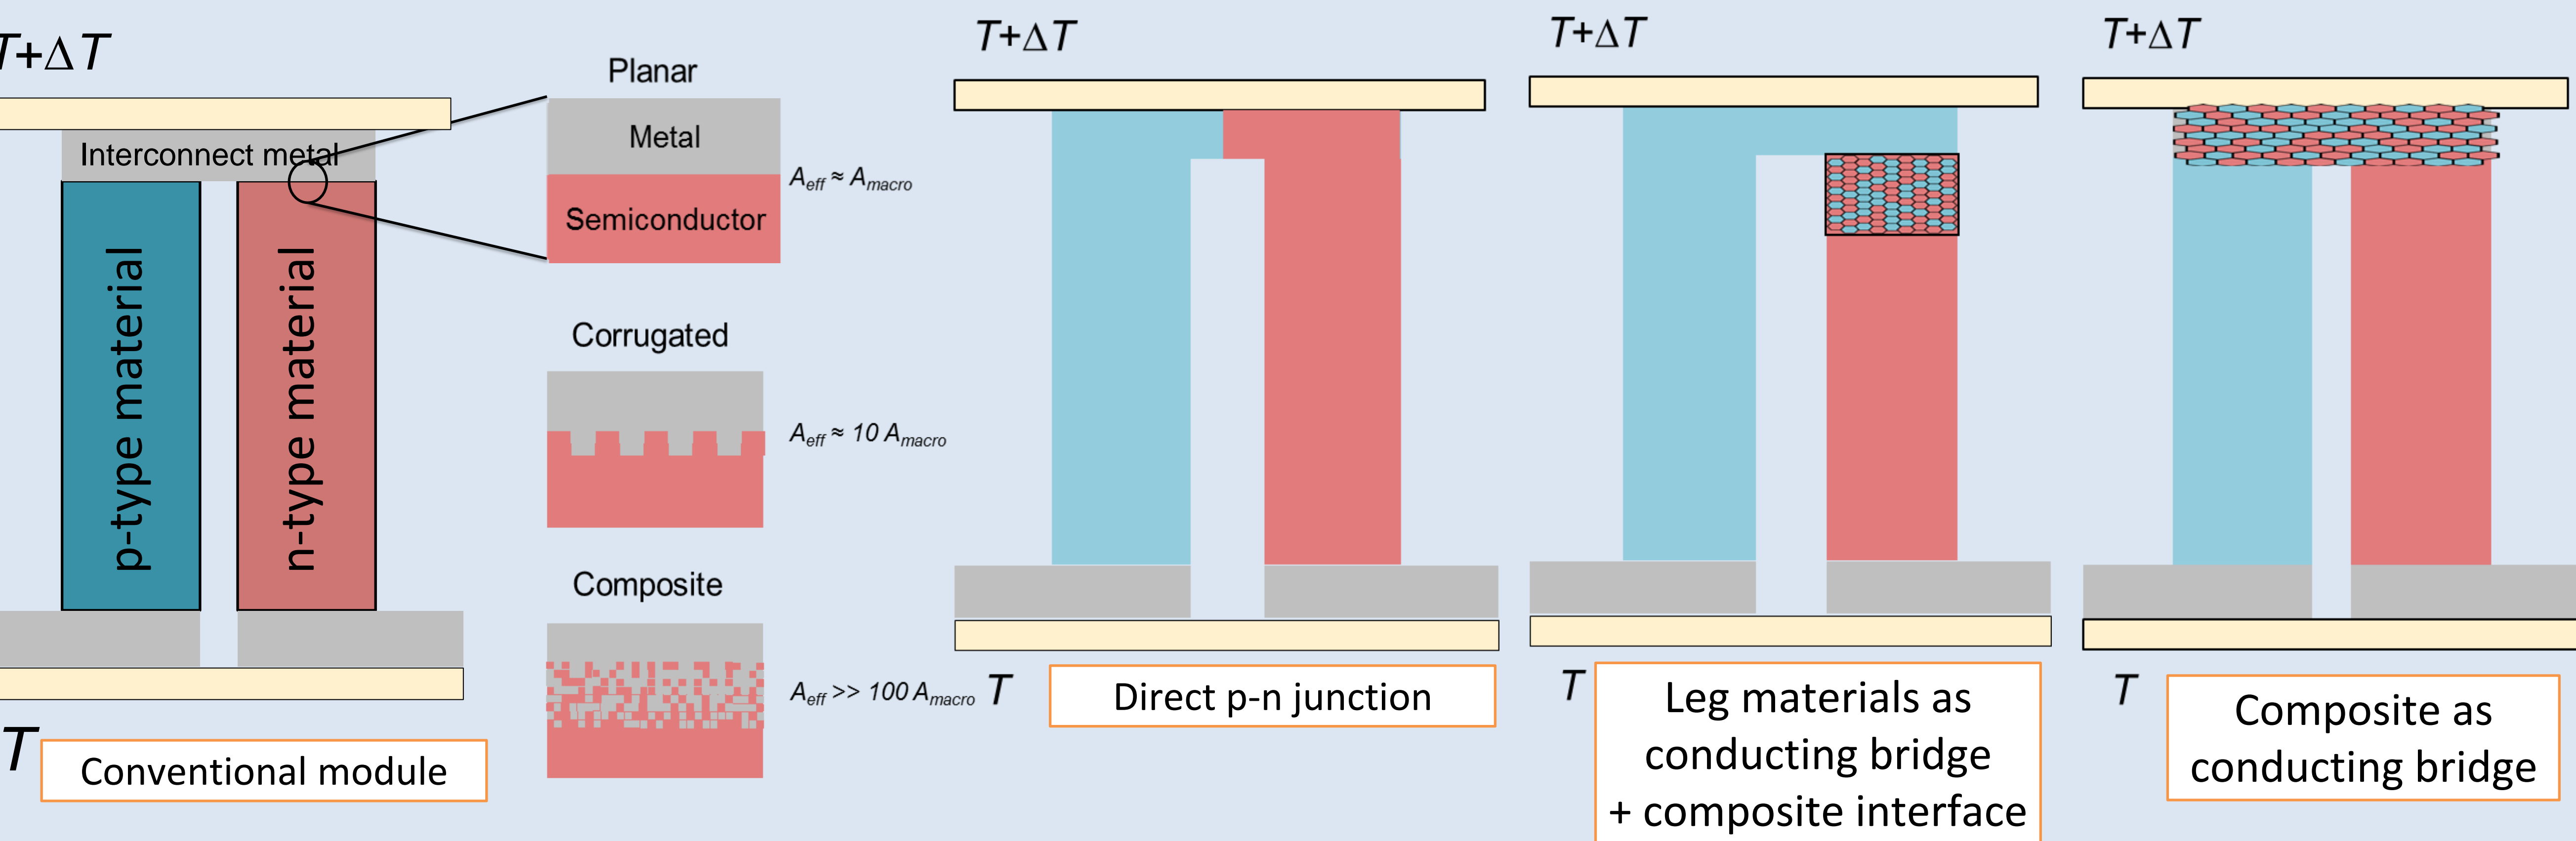 T+ΔT
Interconnect metal
p-type material
n-type material
T
Conventional module
Planar
Metal
Semiconductor
A_eff ≈ A_macro
Corrugated
A_eff ≈ 10 A_macro
Composite
A_eff >> 100 A_macro
T+ΔT
T
Direct p-n junction
T+ΔT
T
Leg materials as
conducting bridge
+ composite interface
T+ΔT
T
Composite as
conducting bridge